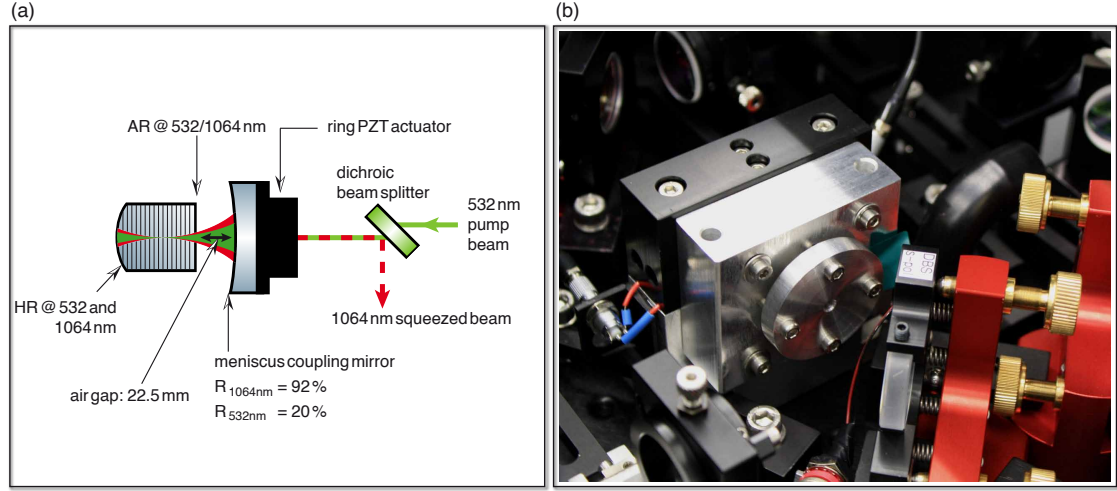 (a)
(b)
AR @ 532/1064 nm
ring PZT actuator
dichroic
beam splitter
532 nm
pump
beam
HR @ 532 and
1064 nm
1064 nm squeezed beam
meniscus coupling mirror
air gap: 22.5 mm
R1064nm = 92 %
R532nm = 20 %